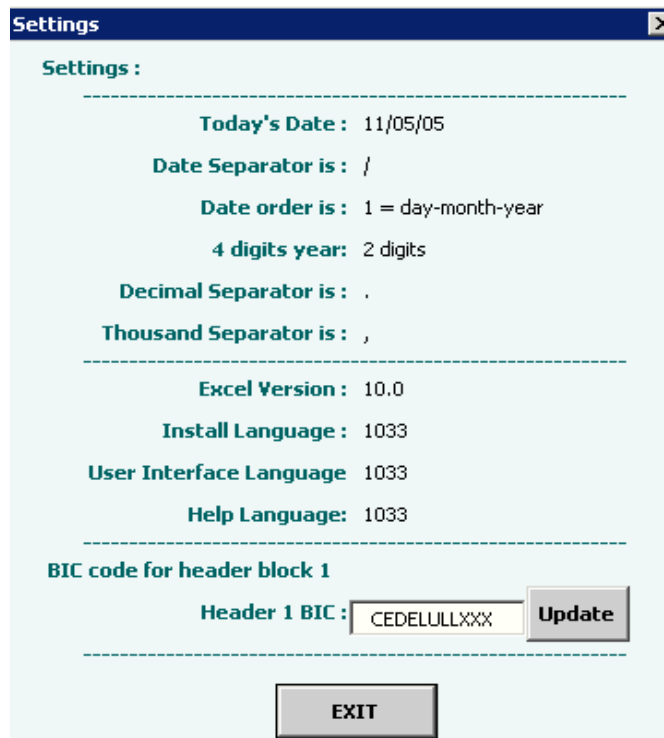 Settings
Settings :
Today's Date : 11/05/05
Date Separator is : /
Date order is : 1 = day-month-year
4 digits year: 2 digits
Decimal Separator is : .
Thousand Separator is : ,
Excel Version : 10.0
Install Language : 1033
User Interface Language 1033
Help Language: 1033
BIC code for header block 1
Header 1 BIC : CEDELULLXXX Update
EXIT